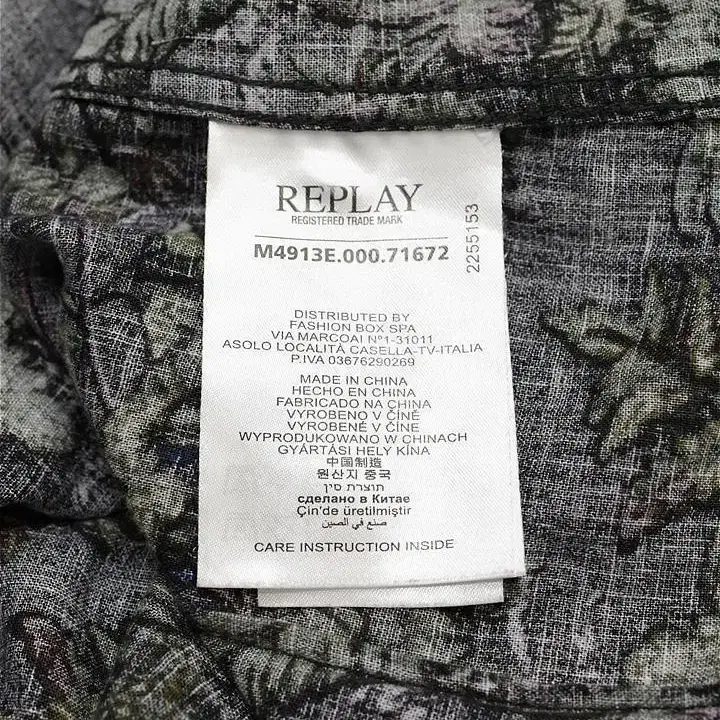 REPLAY
REGISTERED TRADE MARK
M4913E.000.71672
2255153
DISTRIBUTED BY
FASHION BOX SPA
VIA MARCOAI Nº1-31011
ASOLO LOCALITÀ CASELLA-TV-ITALIA
P.IVA 03676290269
MADE IN CHINA
HECHO EN CHINA
FABRICADO NA CHINA
VYROBENO V ČÍNĚ
VYROBENÉ V ČÍNE
WYPRODUKOWANO W CHINACH
GYÁRTÁSI HELY KÍNA
中国制造
원산지 중국
תוצרת סין
сделано в Китае
Çin'de üretilmiştir
صنع في الصين
CARE INSTRUCTION INSIDE